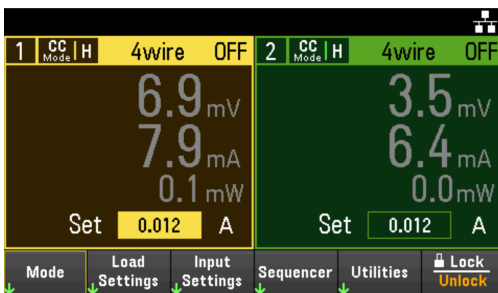 1 CC Mode H 4wire OFF 2 CC Mode H 4wire OFF
6.9 mV 3.5 mV
7.9 mA 6.4 mA
0.1 mW 0.0 mW
Set 0.012 A Set 0.012 A
Mode Load Settings Input Settings Sequencer Utilities Lock Unlock